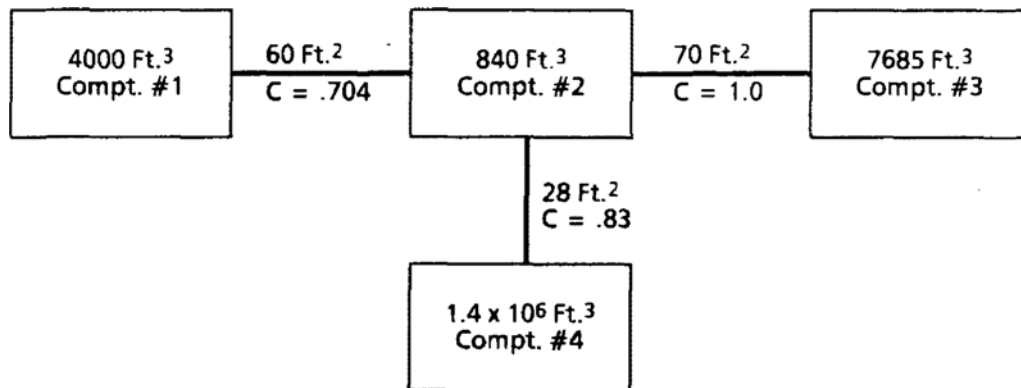 4000 Ft.³
Compt. #1
60 Ft.²
C = .704
840 Ft.³
Compt. #2
70 Ft.²
C = 1.0
7685 Ft.³
Compt. #3
28 Ft.²
C = .83
1.4 x 10⁶ Ft.³
Compt. #4